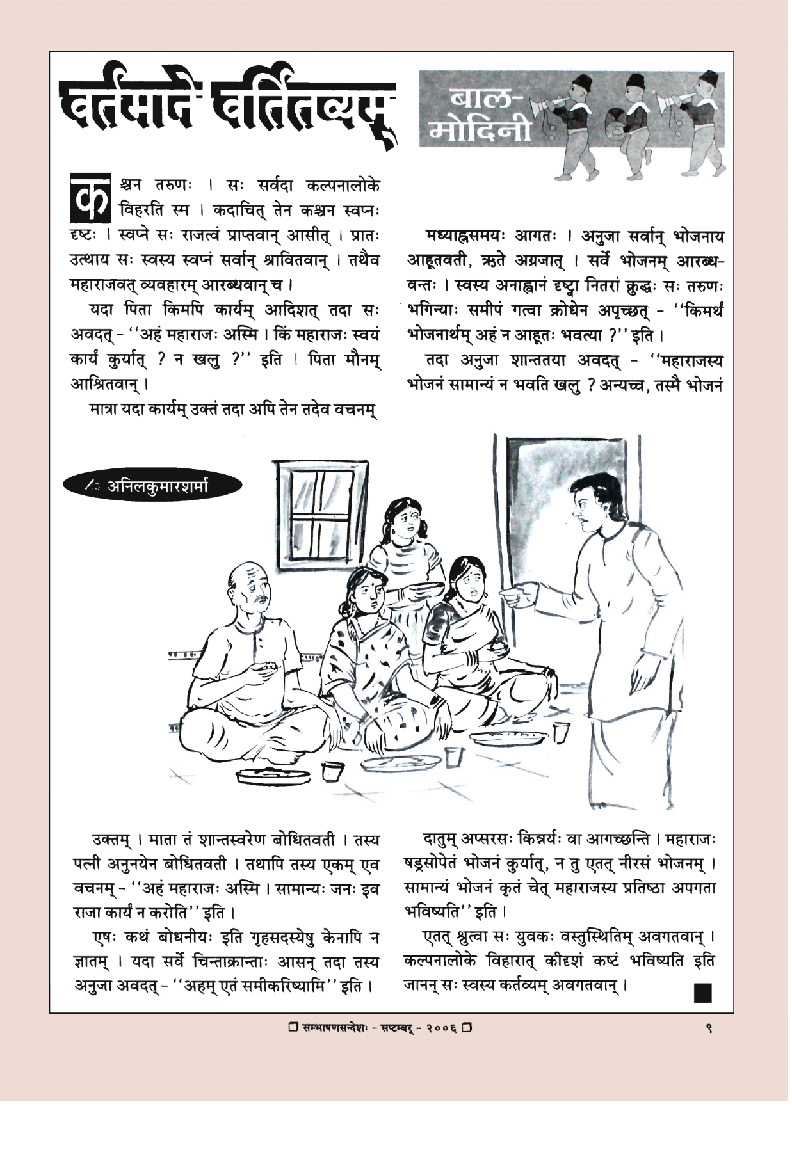 वर्तमाने वर्तितव्यम्
बाल-
मोदिनी
कश्चन तरुणः । सः सर्वदा कल्पनालोके
विहरति स्म । कदाचित् तेन कश्चन स्वप्नः
दृष्टः । स्वप्ने सः राजत्वं प्राप्तवान् आसीत् । प्रातः
उत्थाय सः स्वस्य स्वप्नं सर्वान् श्रावितवान् । तथैव
महाराजवत् व्यवहारम् आरब्धवान् च ।
यदा पिता किमपि कार्यम् आदिशत् तदा सः
अवदत् - ‘‘अहं महाराजः अस्मि । किं महाराजः स्वयं
कार्यं कुर्यात् ? न खलु ?’’ इति । पिता मौनम्
आश्रितवान् ।
मात्रा यदा कार्यम् उक्तं तदा अपि तेन तदेव वचनम्
अनिलकुमारशर्मा
उक्तम् । माता तं शान्तस्वरेण बोधितवती । तस्य
पत्नी अनुनयेन बोधितवती । तथापि तस्य एकम् एव
वचनम् - ‘‘अहं महाराजः अस्मि । सामान्यः जनः इव
राजा कार्यं न करोति’’ इति ।
एषः कथं बोधनीयः इति गृहसदस्येषु केनापि न
ज्ञातम् । यदा सर्वे चिन्ताक्रान्ताः आसन् तदा तस्य
अनुजा अवदत् - ‘‘अहम् एतं समीकरिष्यामि’’ इति ।
मध्याह्नसमयः आगतः । अनुजा सर्वान् भोजनाय
आहूतवती, ऋते अग्रजात् । सर्वे भोजनम् आरब्ध-
वन्तः । स्वस्य अनाह्वानं दृष्ट्वा नितरां क्रुद्धः सः तरुणः
भगिन्याः समीपं गत्वा क्रोधेन अपृच्छत् - ‘‘किमर्थं
भोजनार्थम् अहं न आहूतः भवत्या ?’’ इति ।
तदा अनुजा शान्ततया अवदत् - ‘‘महाराजस्य
भोजनं सामान्यं न भवति खलु ? अन्यच्च, तस्मै भोजनं
दातुम् अप्सरसः किन्नर्यः वा आगच्छन्ति । महाराजः
षड्रसोपेतं भोजनं कुर्यात्, न तु एतत् नीरसं भोजनम् ।
सामान्यं भोजनं कृतं चेत् महाराजस्य प्रतिष्ठा अपगता
भविष्यति’’ इति ।
एतत् श्रुत्वा सः युवकः वस्तुस्थितिम् अवगतवान् ।
कल्पनालोके विहारात् कीदृशं कष्टं भविष्यति इति
जानन् सः स्वस्य कर्तव्यम् अवगतवान् ।
❐ सम्भाषणसन्देशः - सप्टम्बर् - २००६ ❐
९